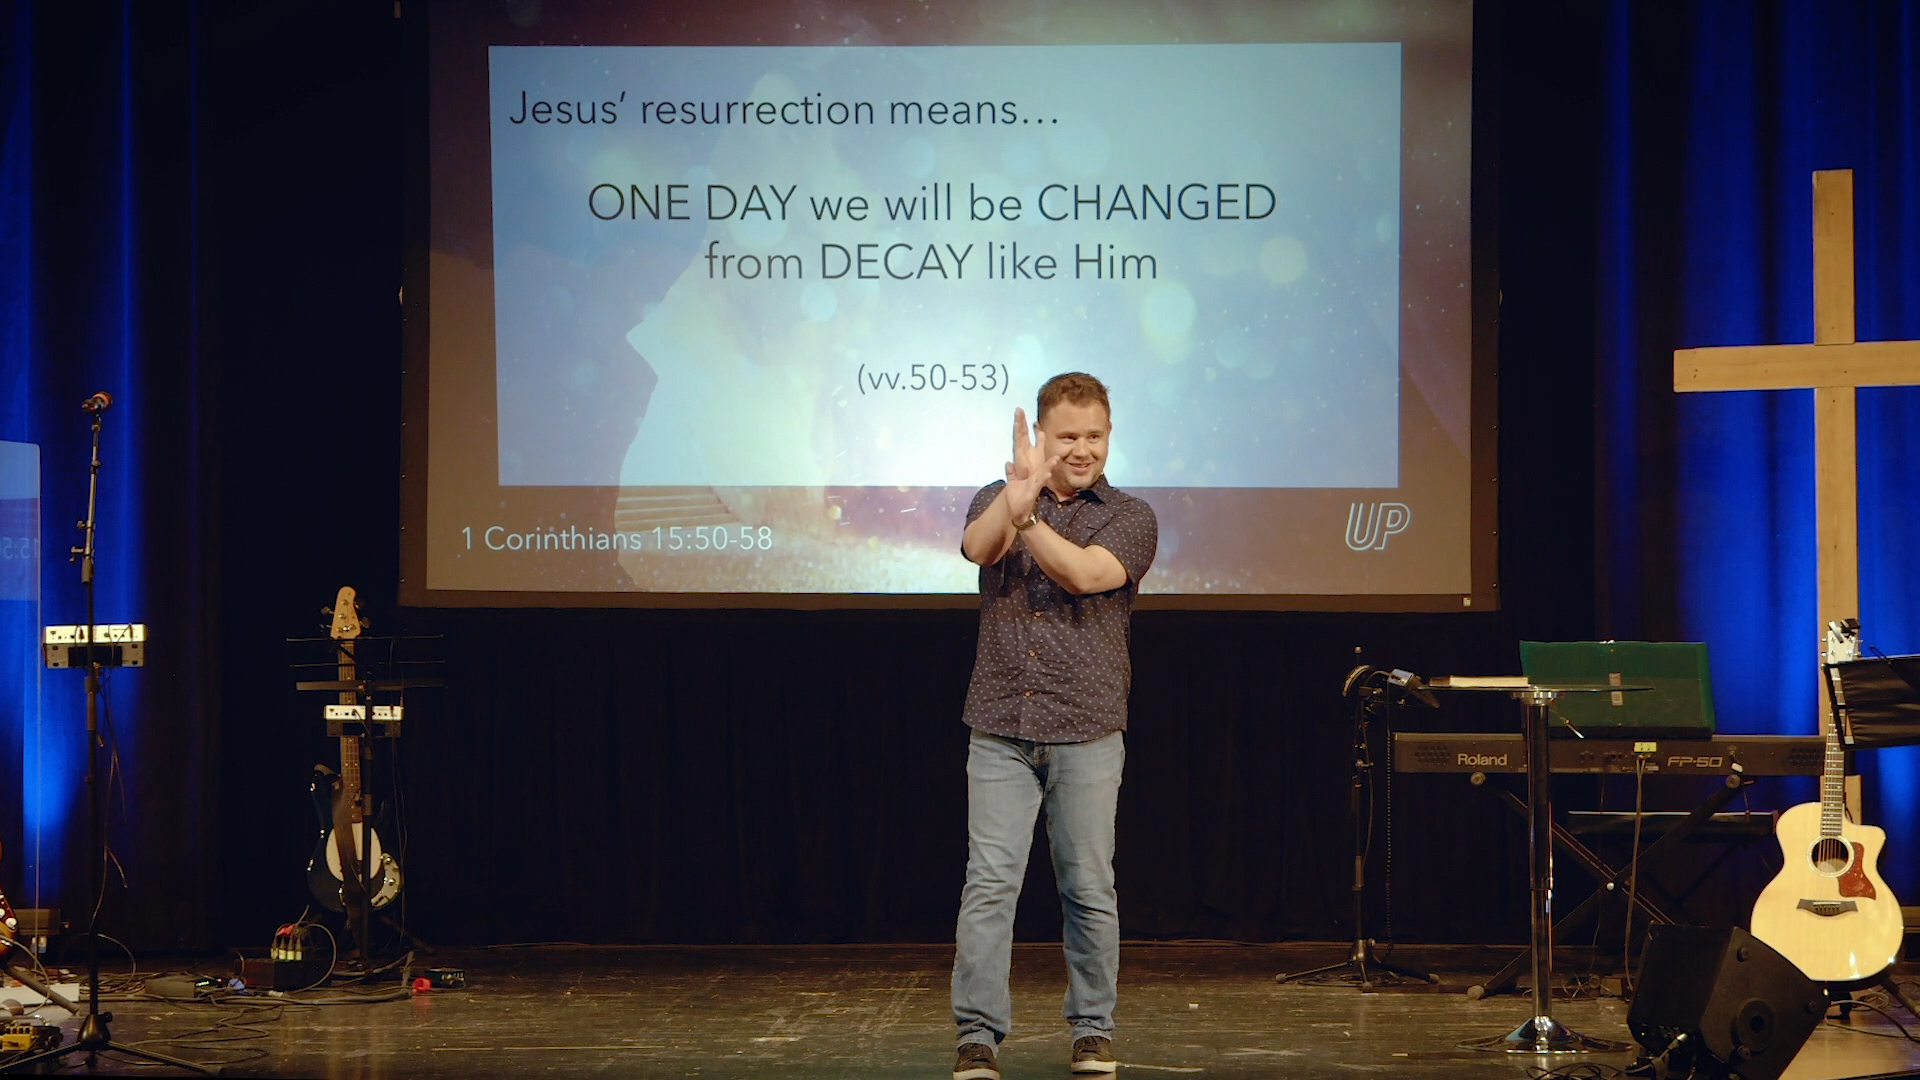 Jesus’ resurrection means…
ONE DAY we will be CHANGED
from DECAY like Him
(vv.50-53)
1 Corinthians 15:50-58
UP
Roland
FP-50